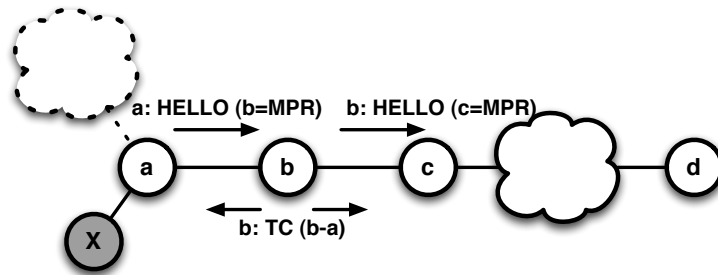 a: HELLO (b=MPR) b: HELLO (c=MPR)
a b c d
b: TC (b-a)
X